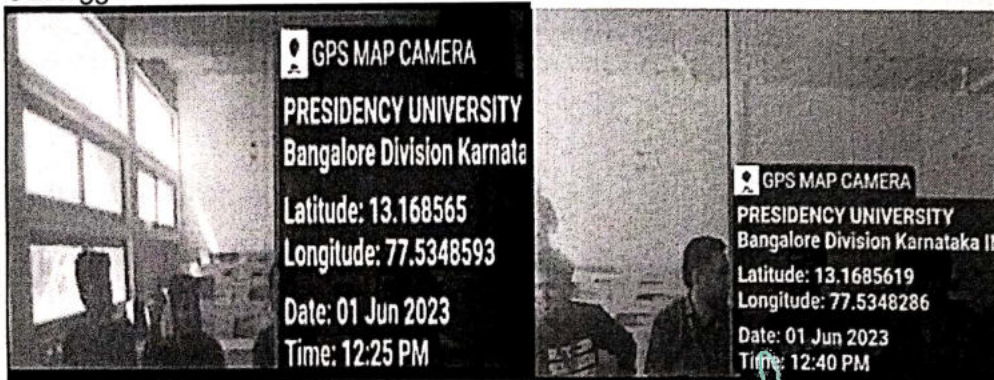 GPS MAP CAMERA
PRESIDENCY UNIVERSITY
Bangalore Division Karnata
Latitude: 13.168565
Longitude: 77.5348593
Date: 01 Jun 2023
Time: 12:25 PM
GPS MAP CAMERA
PRESIDENCY UNIVERSITY
Bangalore Division Karnataka
Latitude: 13.1685619
Longitude: 77.5348286
Date: 01 Jun 2023
Time: 12:40 PM